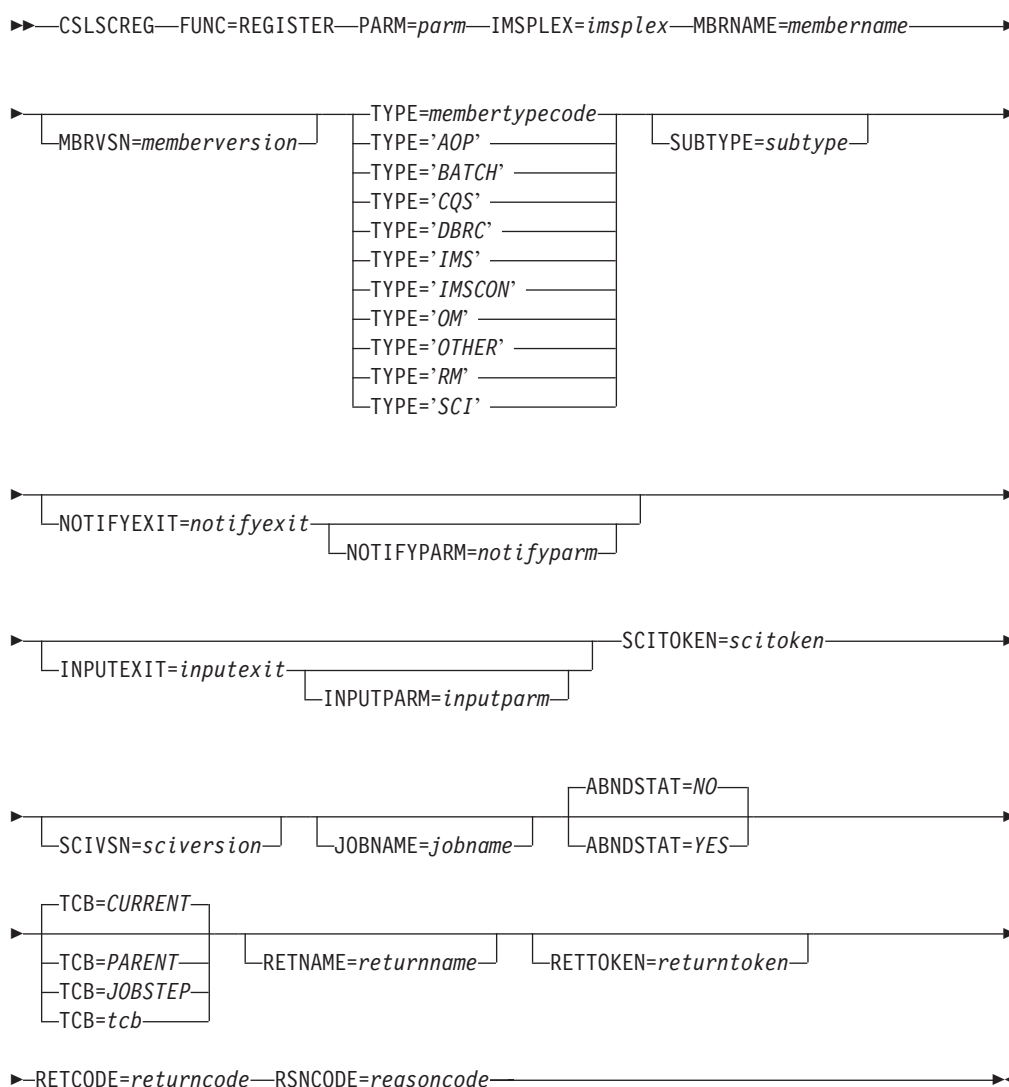 CSLSCREG FUNC=REGISTER PARM=parm IMSPLEX=imsplex MBRNAME=membername
TYPE=membertypecode
MBRVSN=memberversion TYPE='AOP' SUBTYPE=subtype
TYPE='BATCH'
TYPE='CQS'
TYPE='DBRC'
TYPE='IMS'
TYPE='IMSCON'
TYPE='OM'
TYPE='OTHER'
TYPE='RM'
TYPE='SCI'
NOTIFYEXIT=notifyexit
NOTIFYPARM=notifyparm
SCITOKEN=scitoken
INPUTEXIT=inputexit
INPUTPARM=inputparm
ABNDSTAT=NO
SCIVSN=sciversion JOBNAME=jobname ABNDSTAT=YES
TCB=CURRENT
TCB=PARENT RETNAME=returnname RETTOKEN=returntoken
TCB=JOBSTEP
TCB=tcb
RETCODE=returncode RSNCODE=reasoncode